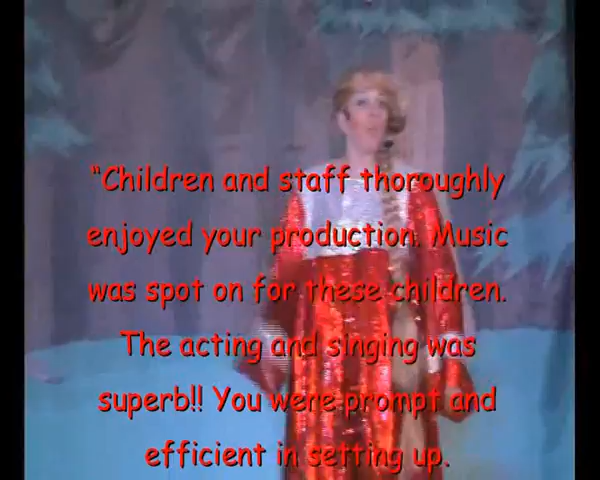 "Children and staff thoroughly
enjoyed your production. Music
was spot on for these children.
The acting and singing was
superb!! You were prompt and
efficient in setting up.